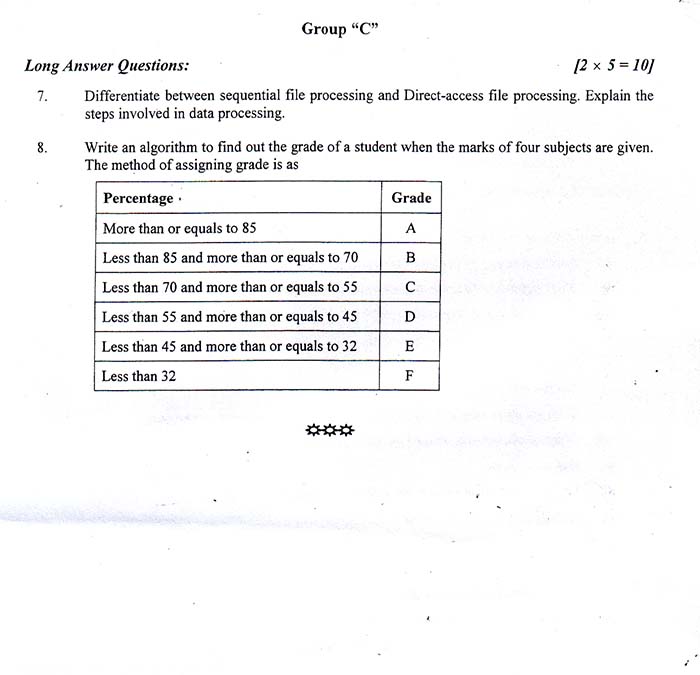 Group “C”
Long Answer Questions: [2 × 5 = 10]
7. Differentiate between sequential file processing and Direct-access file processing. Explain the
steps involved in data processing.
8. Write an algorithm to find out the grade of a student when the marks of four subjects are given.
The method of assigning grade is as
Percentage Grade
More than or equals to 85 A
Less than 85 and more than or equals to 70 B
Less than 70 and more than or equals to 55 C
Less than 55 and more than or equals to 45 D
Less than 45 and more than or equals to 32 E
Less than 32 F